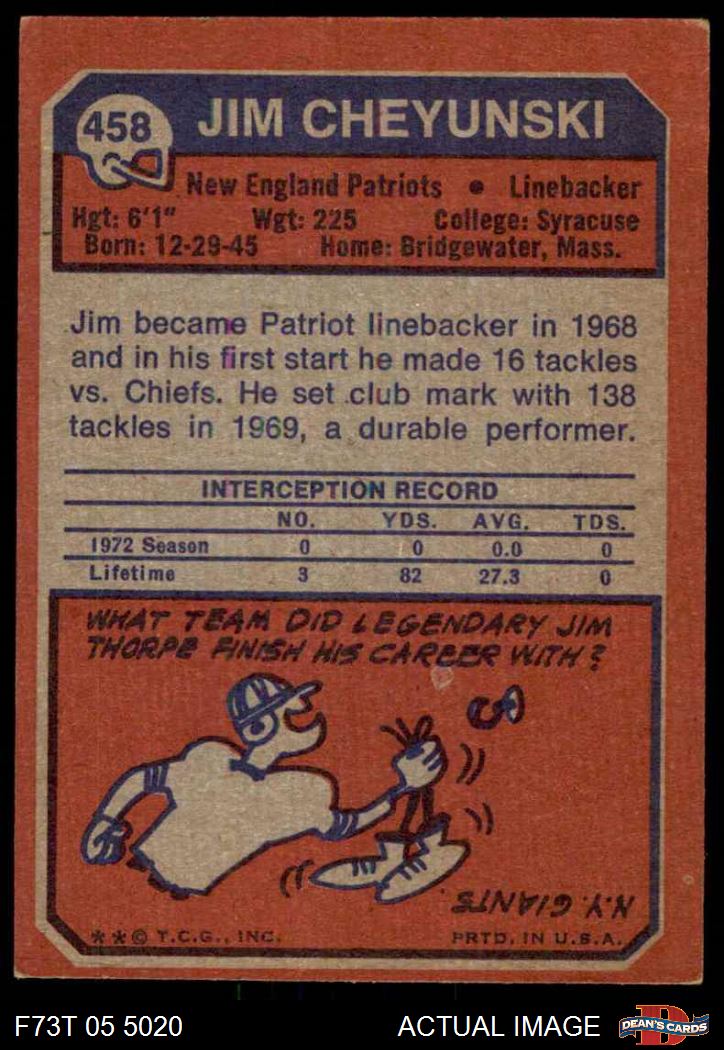 458
JIM CHEYUNSKI
New England Patriots • Linebacker
Hgt: 6'1" Wgt: 225 College: Syracuse
Born: 12-29-45 Home: Bridgewater, Mass.
Jim became Patriot linebacker in 1968
and in his first start he made 16 tackles
vs. Chiefs. He set club mark with 138
tackles in 1969, a durable performer.
INTERCEPTION RECORD
NO. YDS. AVG. TDS.
1972 Season 0 0 0.0 0
Lifetime 3 82 27.3 0
WHAT TEAM DID LEGENDARY JIM
THORPE FINISH HIS CAREER WITH?
N.Y. GIANTS
**© T.C.G., INC. PRTD. IN U.S.A.
F73T 05 5020 ACTUAL IMAGE
D
DEAN'S CARDS